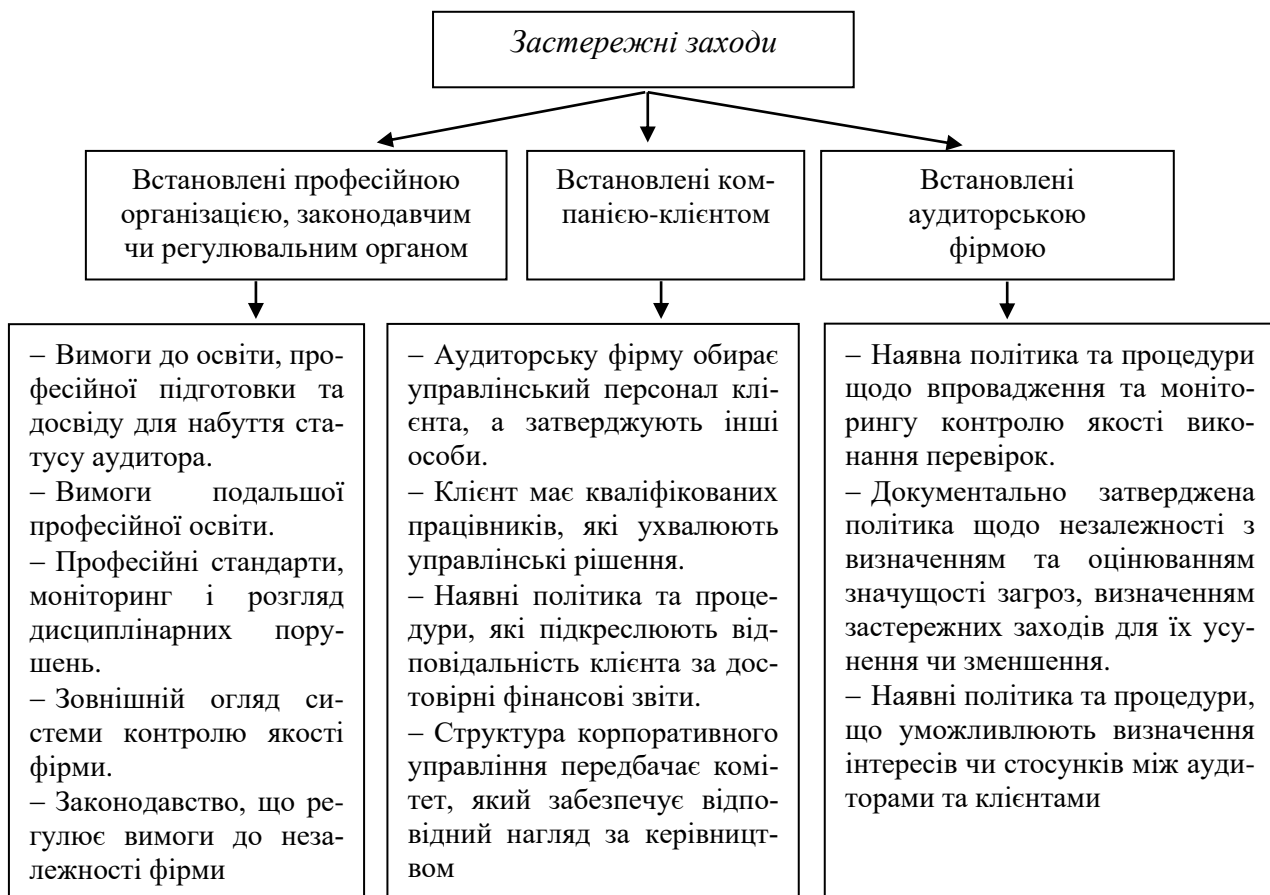 Застережні заходи
Встановлені професійною
організацією, законодавчим
чи регулювальним органом
Встановлені ком-
панією-клієнтом
Встановлені
аудиторською
фірмою
– Вимоги до освіти, про-
фесійної підготовки та
досвіду для набуття ста-
тусу аудитора.
– Вимоги подальшої
професійної освіти.
– Професійні стандарти,
моніторинг і розгляд
дисциплінарних пору-
шень.
– Зовнішній огляд си-
стеми контролю якості
фірми.
– Законодавство, що ре-
гулює вимоги до неза-
лежності фірми
– Аудиторську фірму обирає
управлінський персонал клі-
єнта, а затверджують інші
особи.
– Клієнт має кваліфікованих
працівників, які ухвалюють
управлінські рішення.
– Наявні політика та проце-
дури, які підкреслюють від-
повідальність клієнта за дос-
товірні фінансові звіти.
– Структура корпоративного
управління передбачає комі-
тет, який забезпечує відпо-
відний нагляд за керівницт-
вом
– Наявна політика та процедури
щодо впровадження та моніто-
рингу контролю якості вико-
нання перевірок.
– Документально затверджена
політика щодо незалежності з
визначенням та оцінюванням
значущості загроз, визначенням
застережних заходів для їх усу-
нення чи зменшення.
– Наявні політика та процедури,
що уможливлюють визначення
інтересів чи стосунків між ауди-
торами та клієнтами